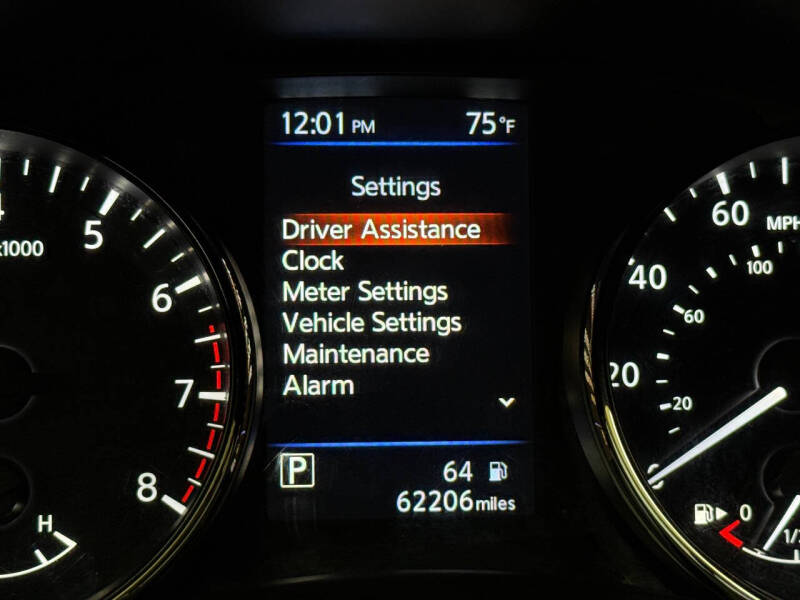 12:01 PM 75°F
Settings
Driver Assistance
Clock
Meter Settings
Vehicle Settings
Maintenance
Alarm
P 64
62206 miles
x1000
5
6
7
8
H
60
MPH
100
40
60
20
20
0
0